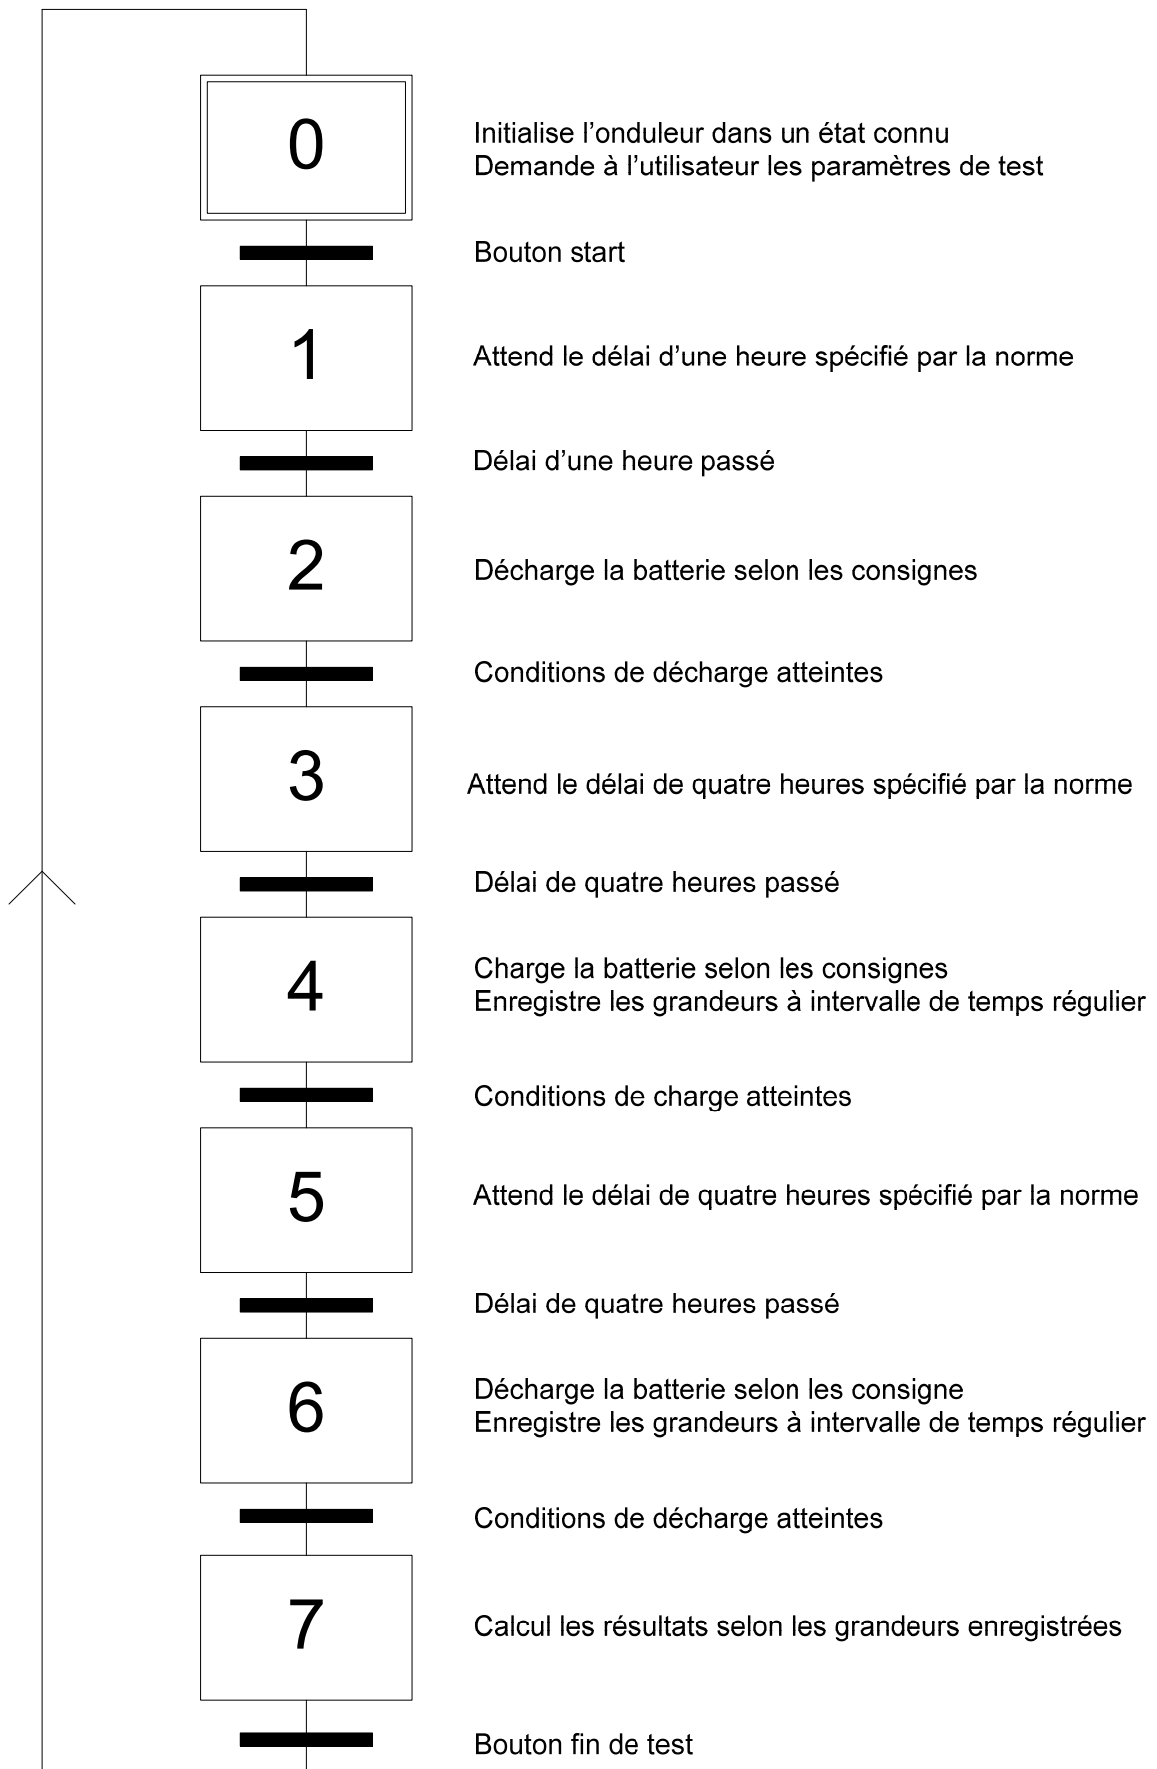 0
Initialise l’onduleur dans un état connu
Demande à l’utilisateur les paramètres de test
Bouton start
1
Attend le délai d’une heure spécifié par la norme
Délai d’une heure passé
2
Décharge la batterie selon les consignes
Conditions de décharge atteintes
3
Attend le délai de quatre heures spécifié par la norme
Délai de quatre heures passé
4
Charge la batterie selon les consignes
Enregistre les grandeurs à intervalle de temps régulier
Conditions de charge atteintes
5
Attend le délai de quatre heures spécifié par la norme
Délai de quatre heures passé
6
Décharge la batterie selon les consigne
Enregistre les grandeurs à intervalle de temps régulier
Conditions de décharge atteintes
7
Calcul les résultats selon les grandeurs enregistrées
Bouton fin de test